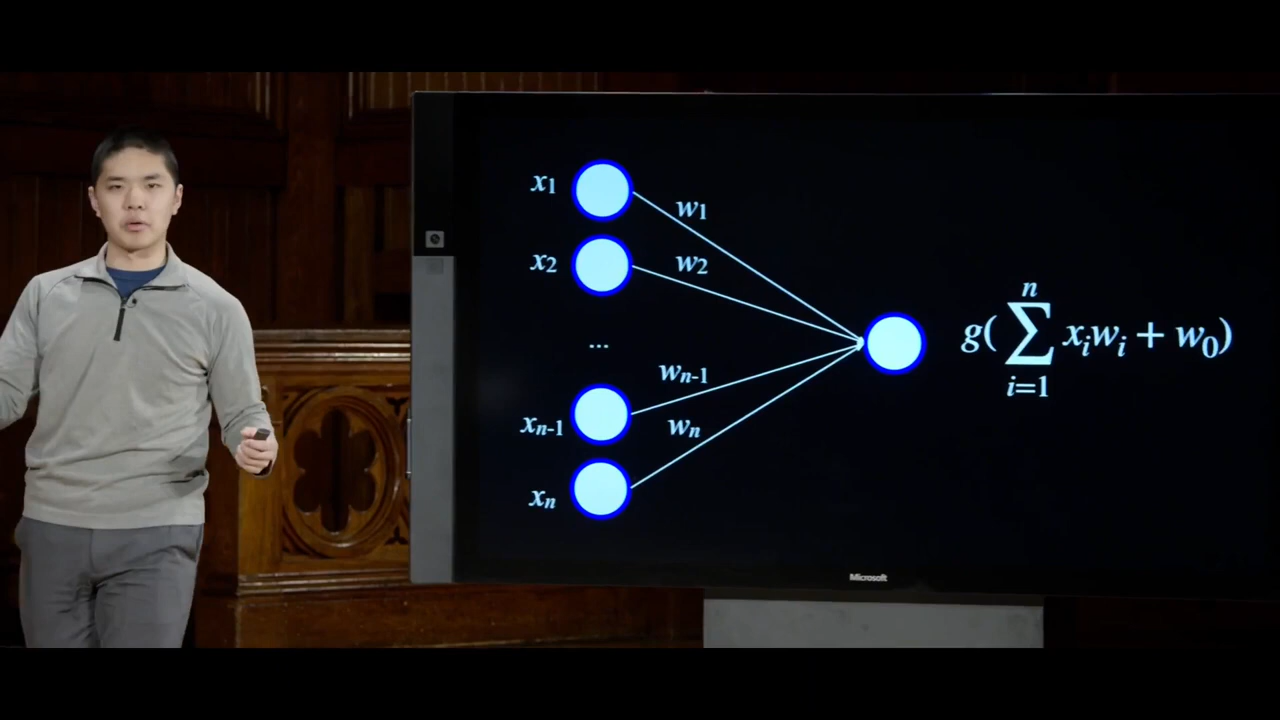 x1
w1
x2
w2
...
wn-1
xn-1
wn
xn
n
g( ∑ xiwi + w0)
i=1
Microsoft